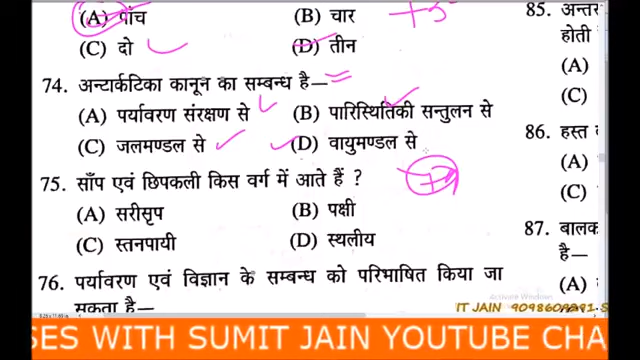 (A) पांच
(B) चार
(C) दो
(D) तीन
74. अन्टार्कटिका कानून का सम्बन्ध है—
(A) पर्यावरण संरक्षण से
(B) पारिस्थितिकी सन्तुलन से
(C) जलमण्डल से
(D) वायुमण्डल से
75. साँप एवं छिपकली किस वर्ग में आते हैं ?
(A) सरीसृप
(B) पक्षी
(C) स्तनपायी
(D) स्थलीय
76. पर्यावरण एवं विज्ञान के सम्बन्ध को परिभाषित किया जा
सकता है—
85. अन्तर
होती
(A)
(C)
86. हस्त
(A)
(C)
87. बालक
है-
(A)
Activate Windows
IT JAIN
SES WITH SUMIT JAIN YOUTUBE CHA